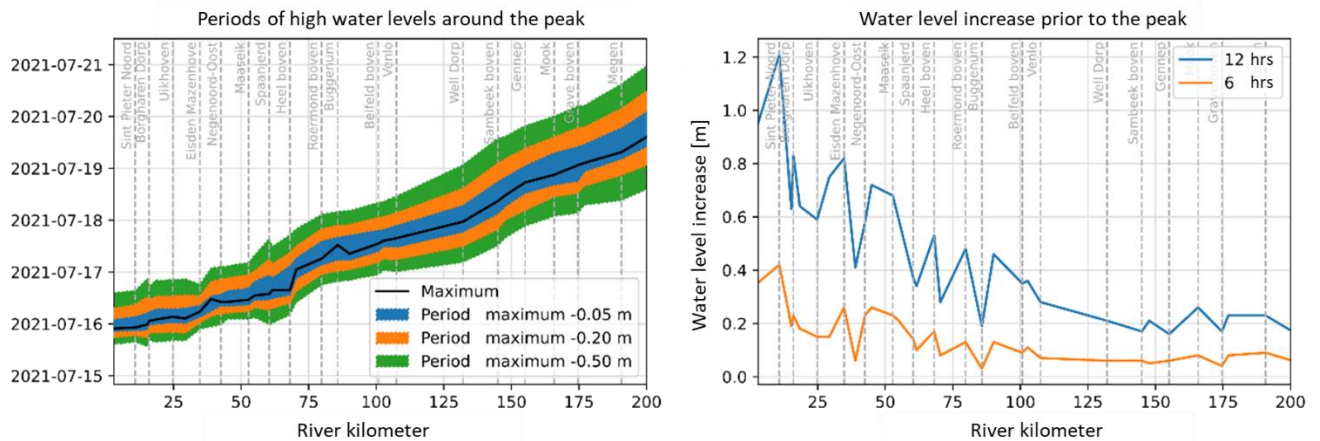 Periods of high water levels around the peak
2021-07-21
2021-07-20
2021-07-19
2021-07-18
2021-07-17
2021-07-16
2021-07-15
Sint Pieter Noord
Borgharen Dorp
Uikhoven
Eisden Mazenhove
Negenoord-Oost
Maaseik
Spanjerd
Heel boven
Roermond boven
Buggenum
Belfeld boven
Venlo
Well Dorp
Sambeek boven
Gennep
Mook
Grave boven
Megen
Maximum
Period maximum -0.05 m
Period maximum -0.20 m
Period maximum -0.50 m
25 50 75 100 125 150 175 200
River kilometer
Water level increase prior to the peak
Water level increase [m]
1.2
1.0
0.8
0.6
0.4
0.2
0.0
Sint Pieter Noord
Borgharen Dorp
Uikhoven
Eisden Mazenhove
Negenoord-Oost
Maaseik
Spanjerd
Heel boven
Roermond boven
Buggenum
Belfeld boven
Venlo
Well Dorp
Sambeek boven
Gennep
12 hrs
6 hrs
25 50 75 100 125 150 175 200
River kilometer